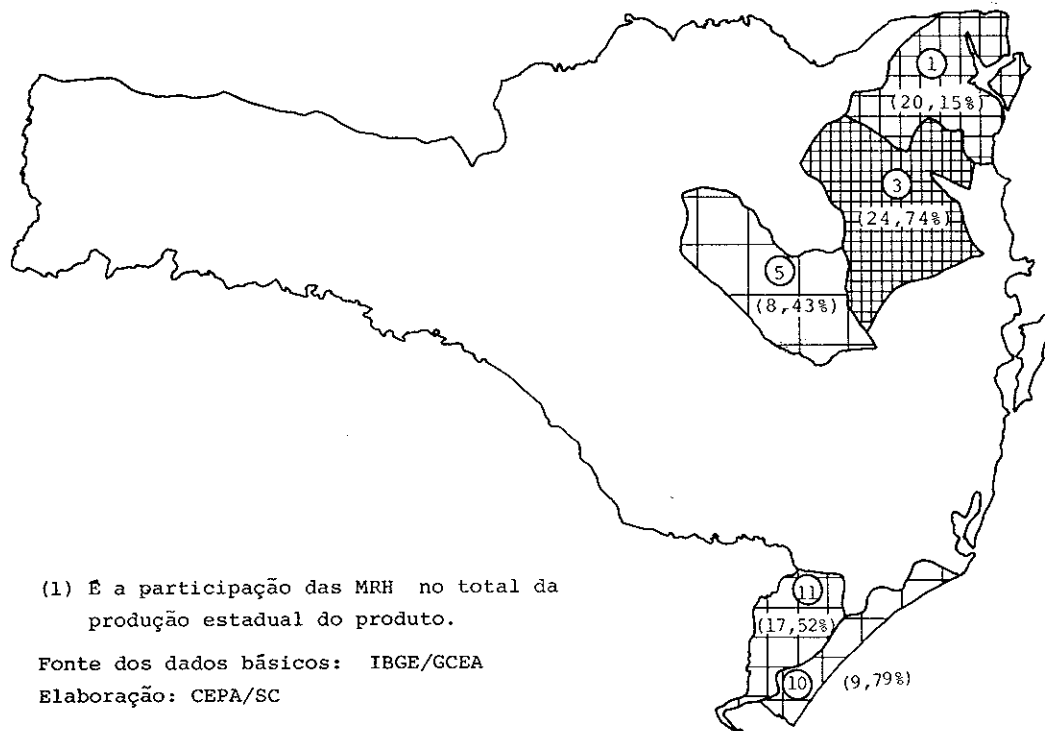 1
(20,15%)
3
(24,74%)
5
(8,43%)
11
(17,52%)
10
(9,79%)
(1) É a participação das MRH no total da
produção estadual do produto.
Fonte dos dados básicos: IBGE/GCEA
Elaboração: CEPA/SC